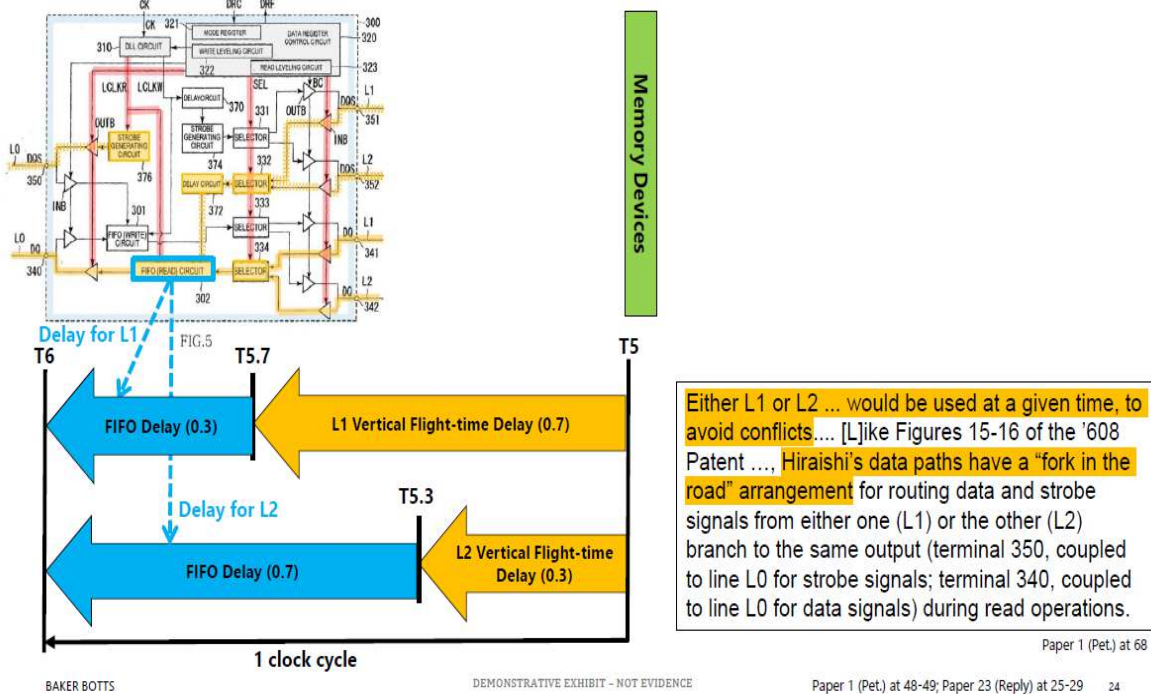 CK
DRC
DRF
CK
321
300
MODE REGISTER
DATA REGISTER
CONTROL CIRCUIT
320
310
DLL CIRCUIT
WRITE LEVELING CIRCUIT
322
READ LEVELING CIRCUIT
323
LCLKR
LCLKW
SEL
BC
L1
DELAY CIRCUIT
370
OUTB
DQS
351
OUTB
STROBE
GENERATING
CIRCUIT
376
STROBE
GENERATING
CIRCUIT
374
331
SELECTOR
INB
L0
DQS
350
332
L2
DQS
352
DELAY CIRCUIT
372
SELECTOR
INB
301
FIFO (WRITE)
CIRCUIT
333
SELECTOR
L1
DQ
341
L0
DQ
340
334
FIFO (READ) CIRCUIT
302
SELECTOR
L2
DQ
342
FIG.5
Memory Devices
Delay for L1
T6
T5.7
T5
FIFO Delay (0.3)
L1 Vertical Flight-time Delay (0.7)
Delay for L2
T5.3
FIFO Delay (0.7)
L2 Vertical Flight-time
Delay (0.3)
1 clock cycle
Either L1 or L2 ... would be used at a given time, to
avoid conflicts.... [L]ike Figures 15-16 of the '608
Patent ..., Hiraishi's data paths have a "fork in the
road" arrangement for routing data and strobe
signals from either one (L1) or the other (L2)
branch to the same output (terminal 350, coupled
to line L0 for strobe signals; terminal 340, coupled
to line L0 for data signals) during read operations.
Paper 1 (Pet.) at 68
BAKER BOTTS
DEMONSTRATIVE EXHIBIT – NOT EVIDENCE
Paper 1 (Pet.) at 48-49; Paper 23 (Reply) at 25-29
24